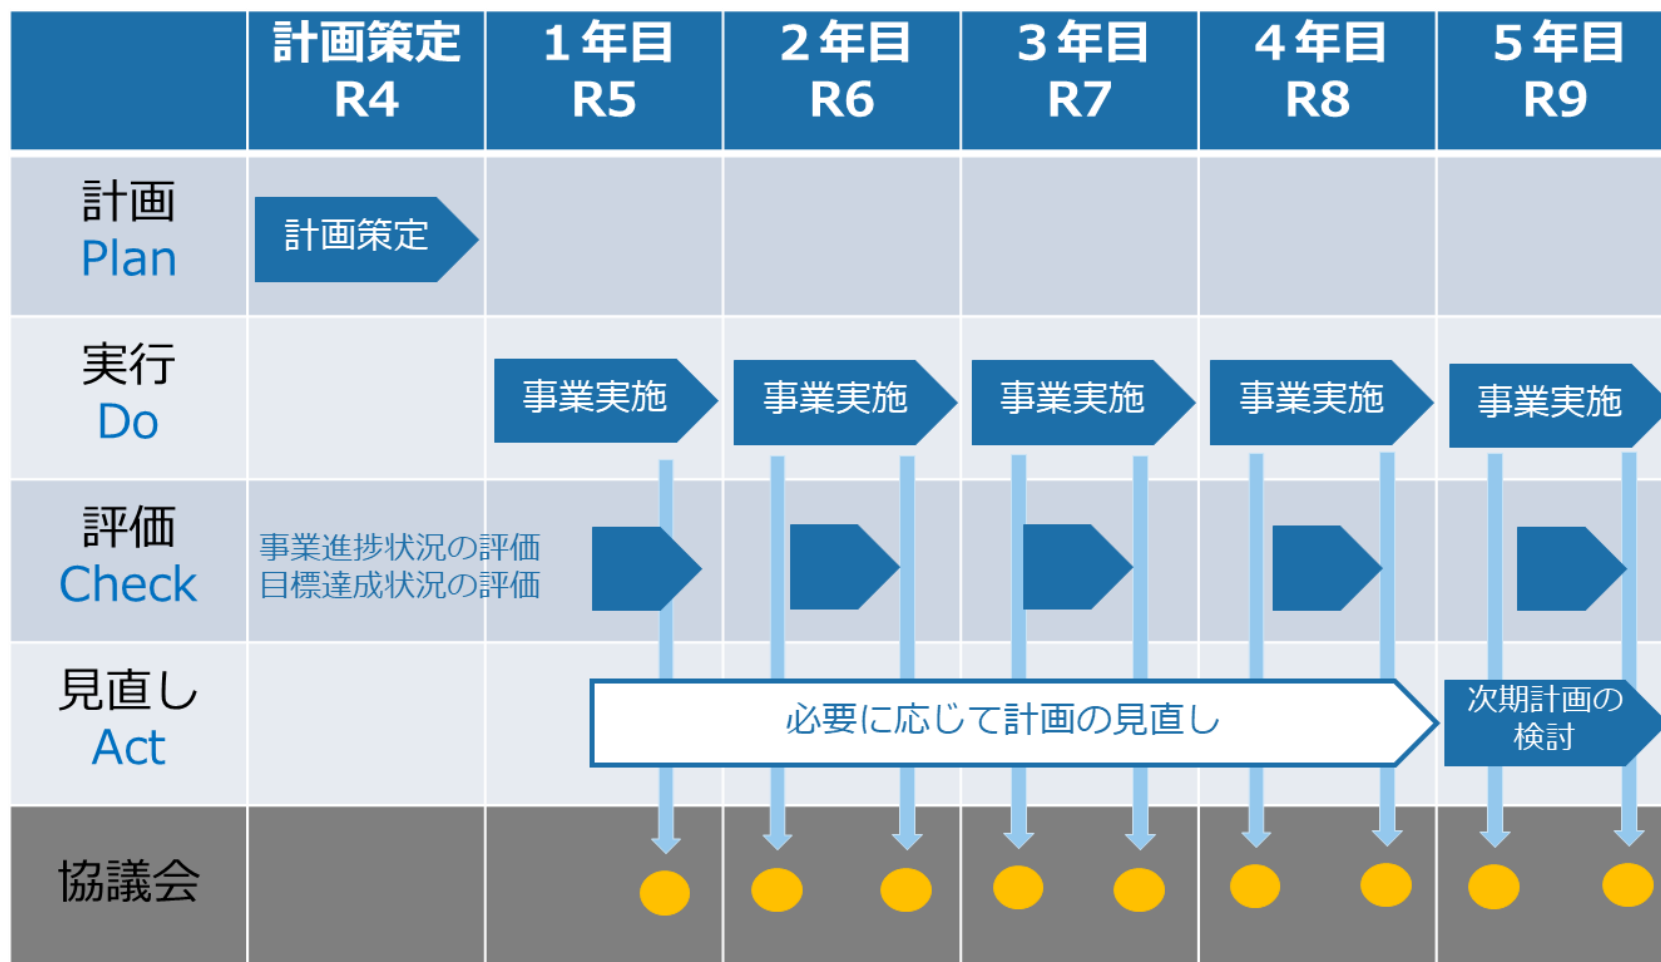 計画策定
R4
１年目
R5
２年目
R6
３年目
R7
４年目
R8
５年目
R9
計画
Plan
計画策定
実行
Do
事業実施
事業実施
事業実施
事業実施
事業実施
評価
Check
事業進捗状況の評価
目標達成状況の評価
見直し
Act
必要に応じて計画の見直し
次期計画の
検討
協議会